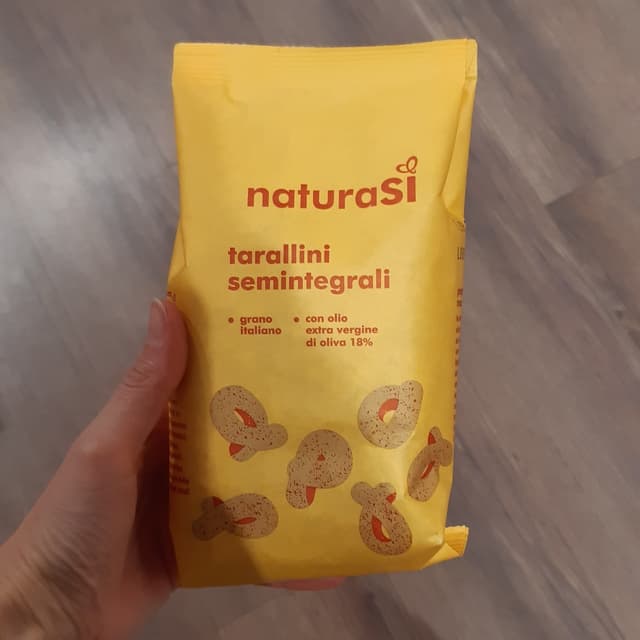 naturasì
tarallini
semintegrali
• grano
italiano
• con olio
extra vergine
di oliva 18%